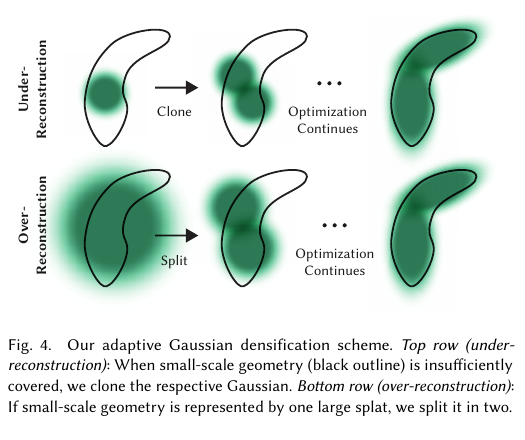 Under-
Reconstruction
Clone
...
Optimization
Continues
Over-
Reconstruction
Split
...
Optimization
Continues
Fig. 4. Our adaptive Gaussian densification scheme. Top row (under-
reconstruction): When small-scale geometry (black outline) is insufficiently
covered, we clone the respective Gaussian. Bottom row (over-reconstruction):
If small-scale geometry is represented by one large splat, we split it in two.